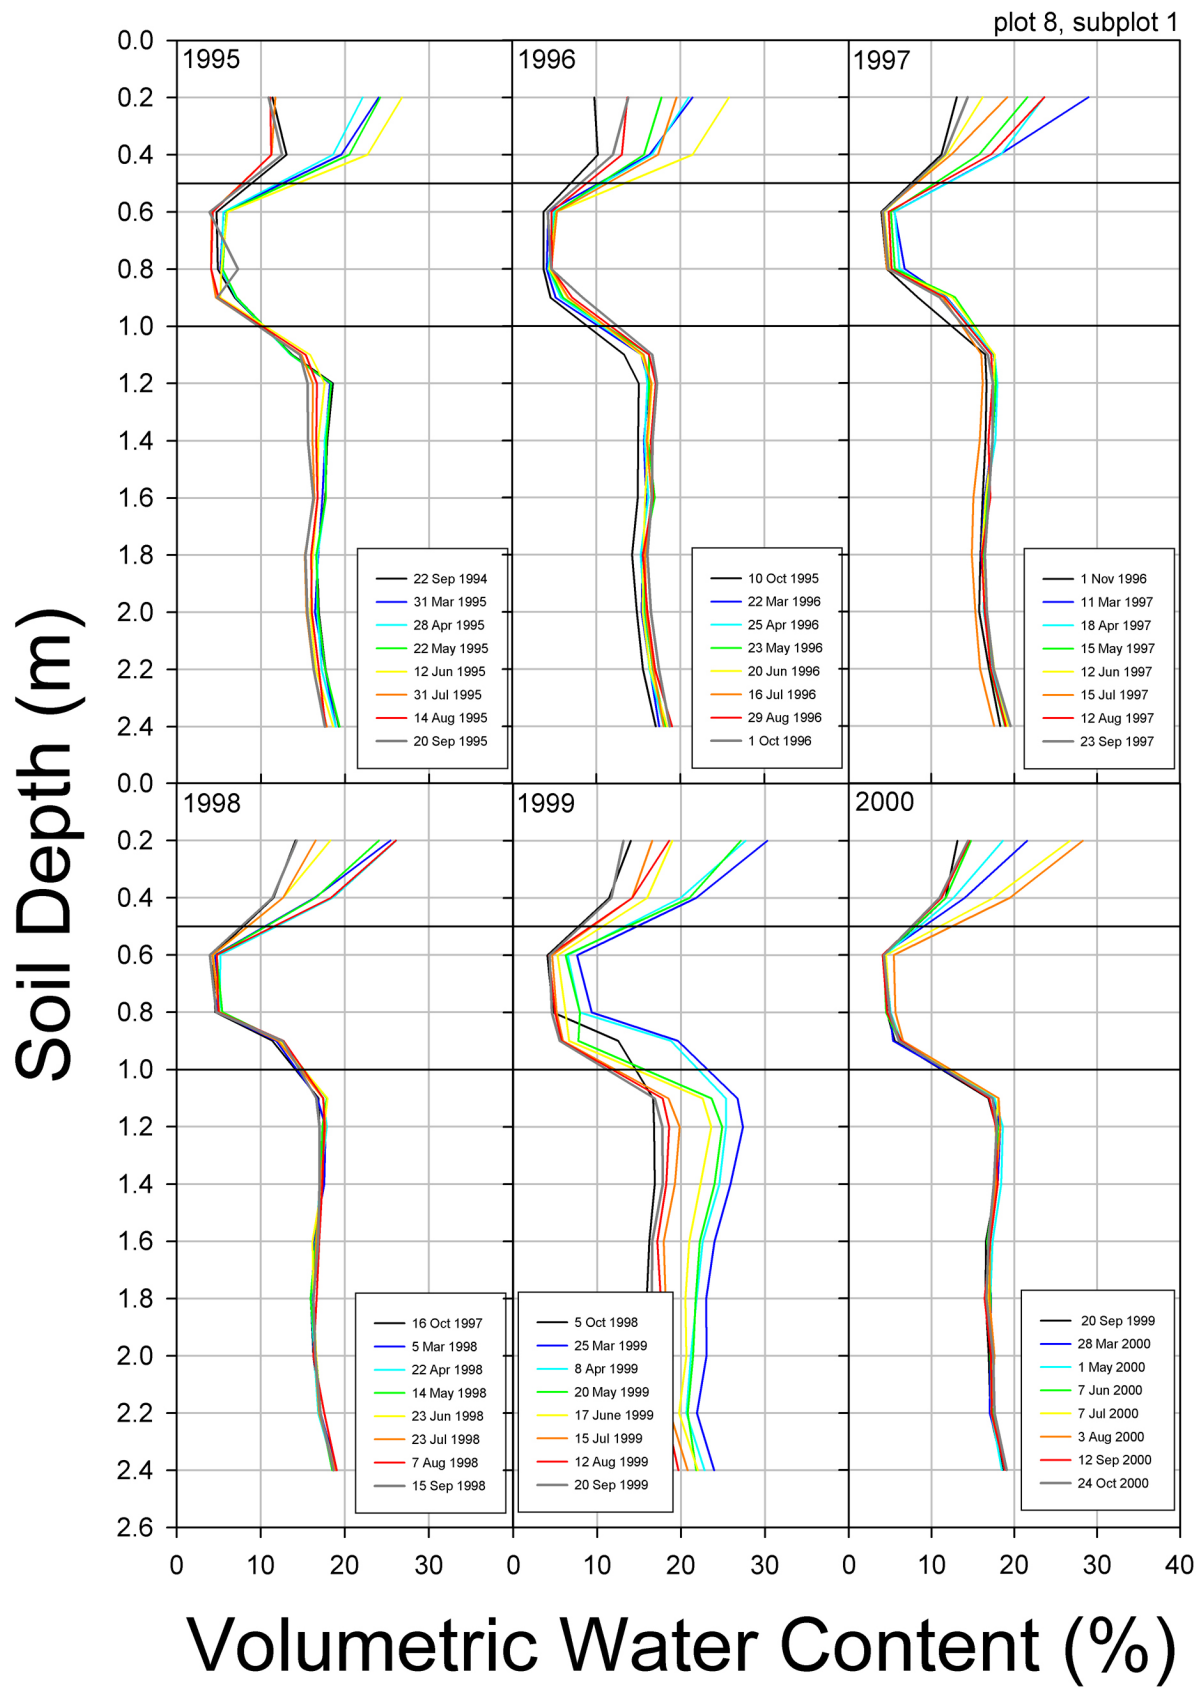 plot 8, subplot 1
0.0
0.2
0.4
0.6
0.8
1.0
1.2
1.4
1.6
1.8
2.0
2.2
2.4
1995
22 Sep 1994
31 Mar 1995
28 Apr 1995
22 May 1995
12 Jun 1995
31 Jul 1995
14 Aug 1995
20 Sep 1995
1996
10 Oct 1995
22 Mar 1996
25 Apr 1996
23 May 1996
20 Jun 1996
16 Jul 1996
29 Aug 1996
1 Oct 1996
1997
1 Nov 1996
11 Mar 1997
18 Apr 1997
15 May 1997
12 Jun 1997
15 Jul 1997
12 Aug 1997
23 Sep 1997
Soil Depth (m)
0.0
0.2
0.4
0.6
0.8
1.0
1.2
1.4
1.6
1.8
2.0
2.2
2.4
2.6
1998
16 Oct 1997
5 Mar 1998
22 Apr 1998
14 May 1998
23 Jun 1998
23 Jul 1998
7 Aug 1998
15 Sep 1998
1999
5 Oct 1998
25 Mar 1999
8 Apr 1999
20 May 1999
17 June 1999
15 Jul 1999
12 Aug 1999
20 Sep 1999
2000
20 Sep 1999
28 Mar 2000
1 May 2000
7 Jun 2000
7 Jul 2000
3 Aug 2000
12 Sep 2000
24 Oct 2000
0 10 20 30 0 10 20 30 0 10 20 30 40
Volumetric Water Content (%)